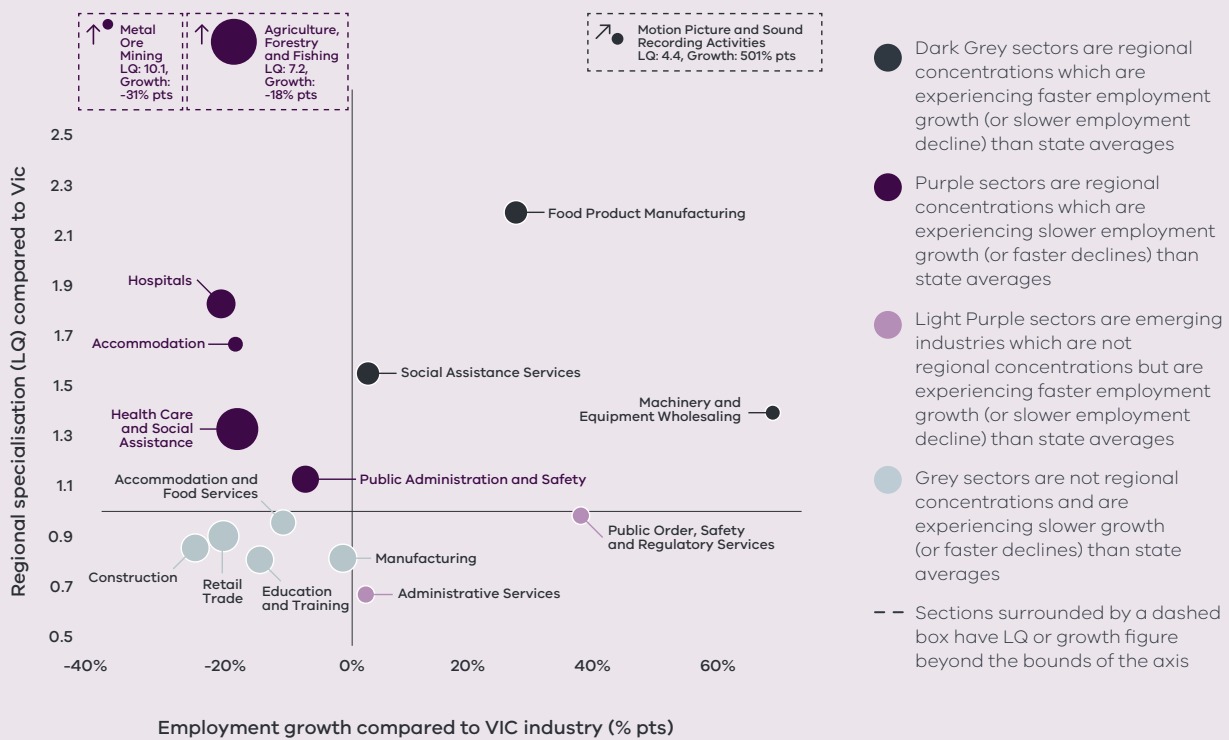 Metal
Ore
Mining
LQ: 10.1,
Growth:
-31% pts
Agriculture,
Forestry
and Fishing
LQ: 7.2,
Growth:
-18% pts
Motion Picture and Sound
Recording Activities
LQ: 4.4, Growth: 501% pts
Regional specialisation (LQ) compared to Vic
2.5
2.3
2.1
1.9
1.7
1.5
1.3
1.1
0.9
0.7
0.5
Food Product Manufacturing
Hospitals
Accommodation
Social Assistance Services
Machinery and
Equipment Wholesaling
Health Care
and Social
Assistance
Accommodation and
Food Services
Public Administration and Safety
Public Order, Safety
and Regulatory Services
Manufacturing
Construction
Retail
Trade
Education
and Training
Administrative Services
-40%
-20%
0%
20%
40%
60%
Employment growth compared to VIC industry (% pts)
Dark Grey sectors are regional
concentrations which are
experiencing faster employment
growth (or slower employment
decline) than state averages
Purple sectors are regional
concentrations which are
experiencing slower employment
growth (or faster declines) than
state averages
Light Purple sectors are emerging
industries which are not
regional concentrations but are
experiencing faster employment
growth (or slower employment
decline) than state averages
Grey sectors are not regional
concentrations and are
experiencing slower growth
(or faster declines) than state
averages
Sections surrounded by a dashed
box have LQ or growth figure
beyond the bounds of the axis